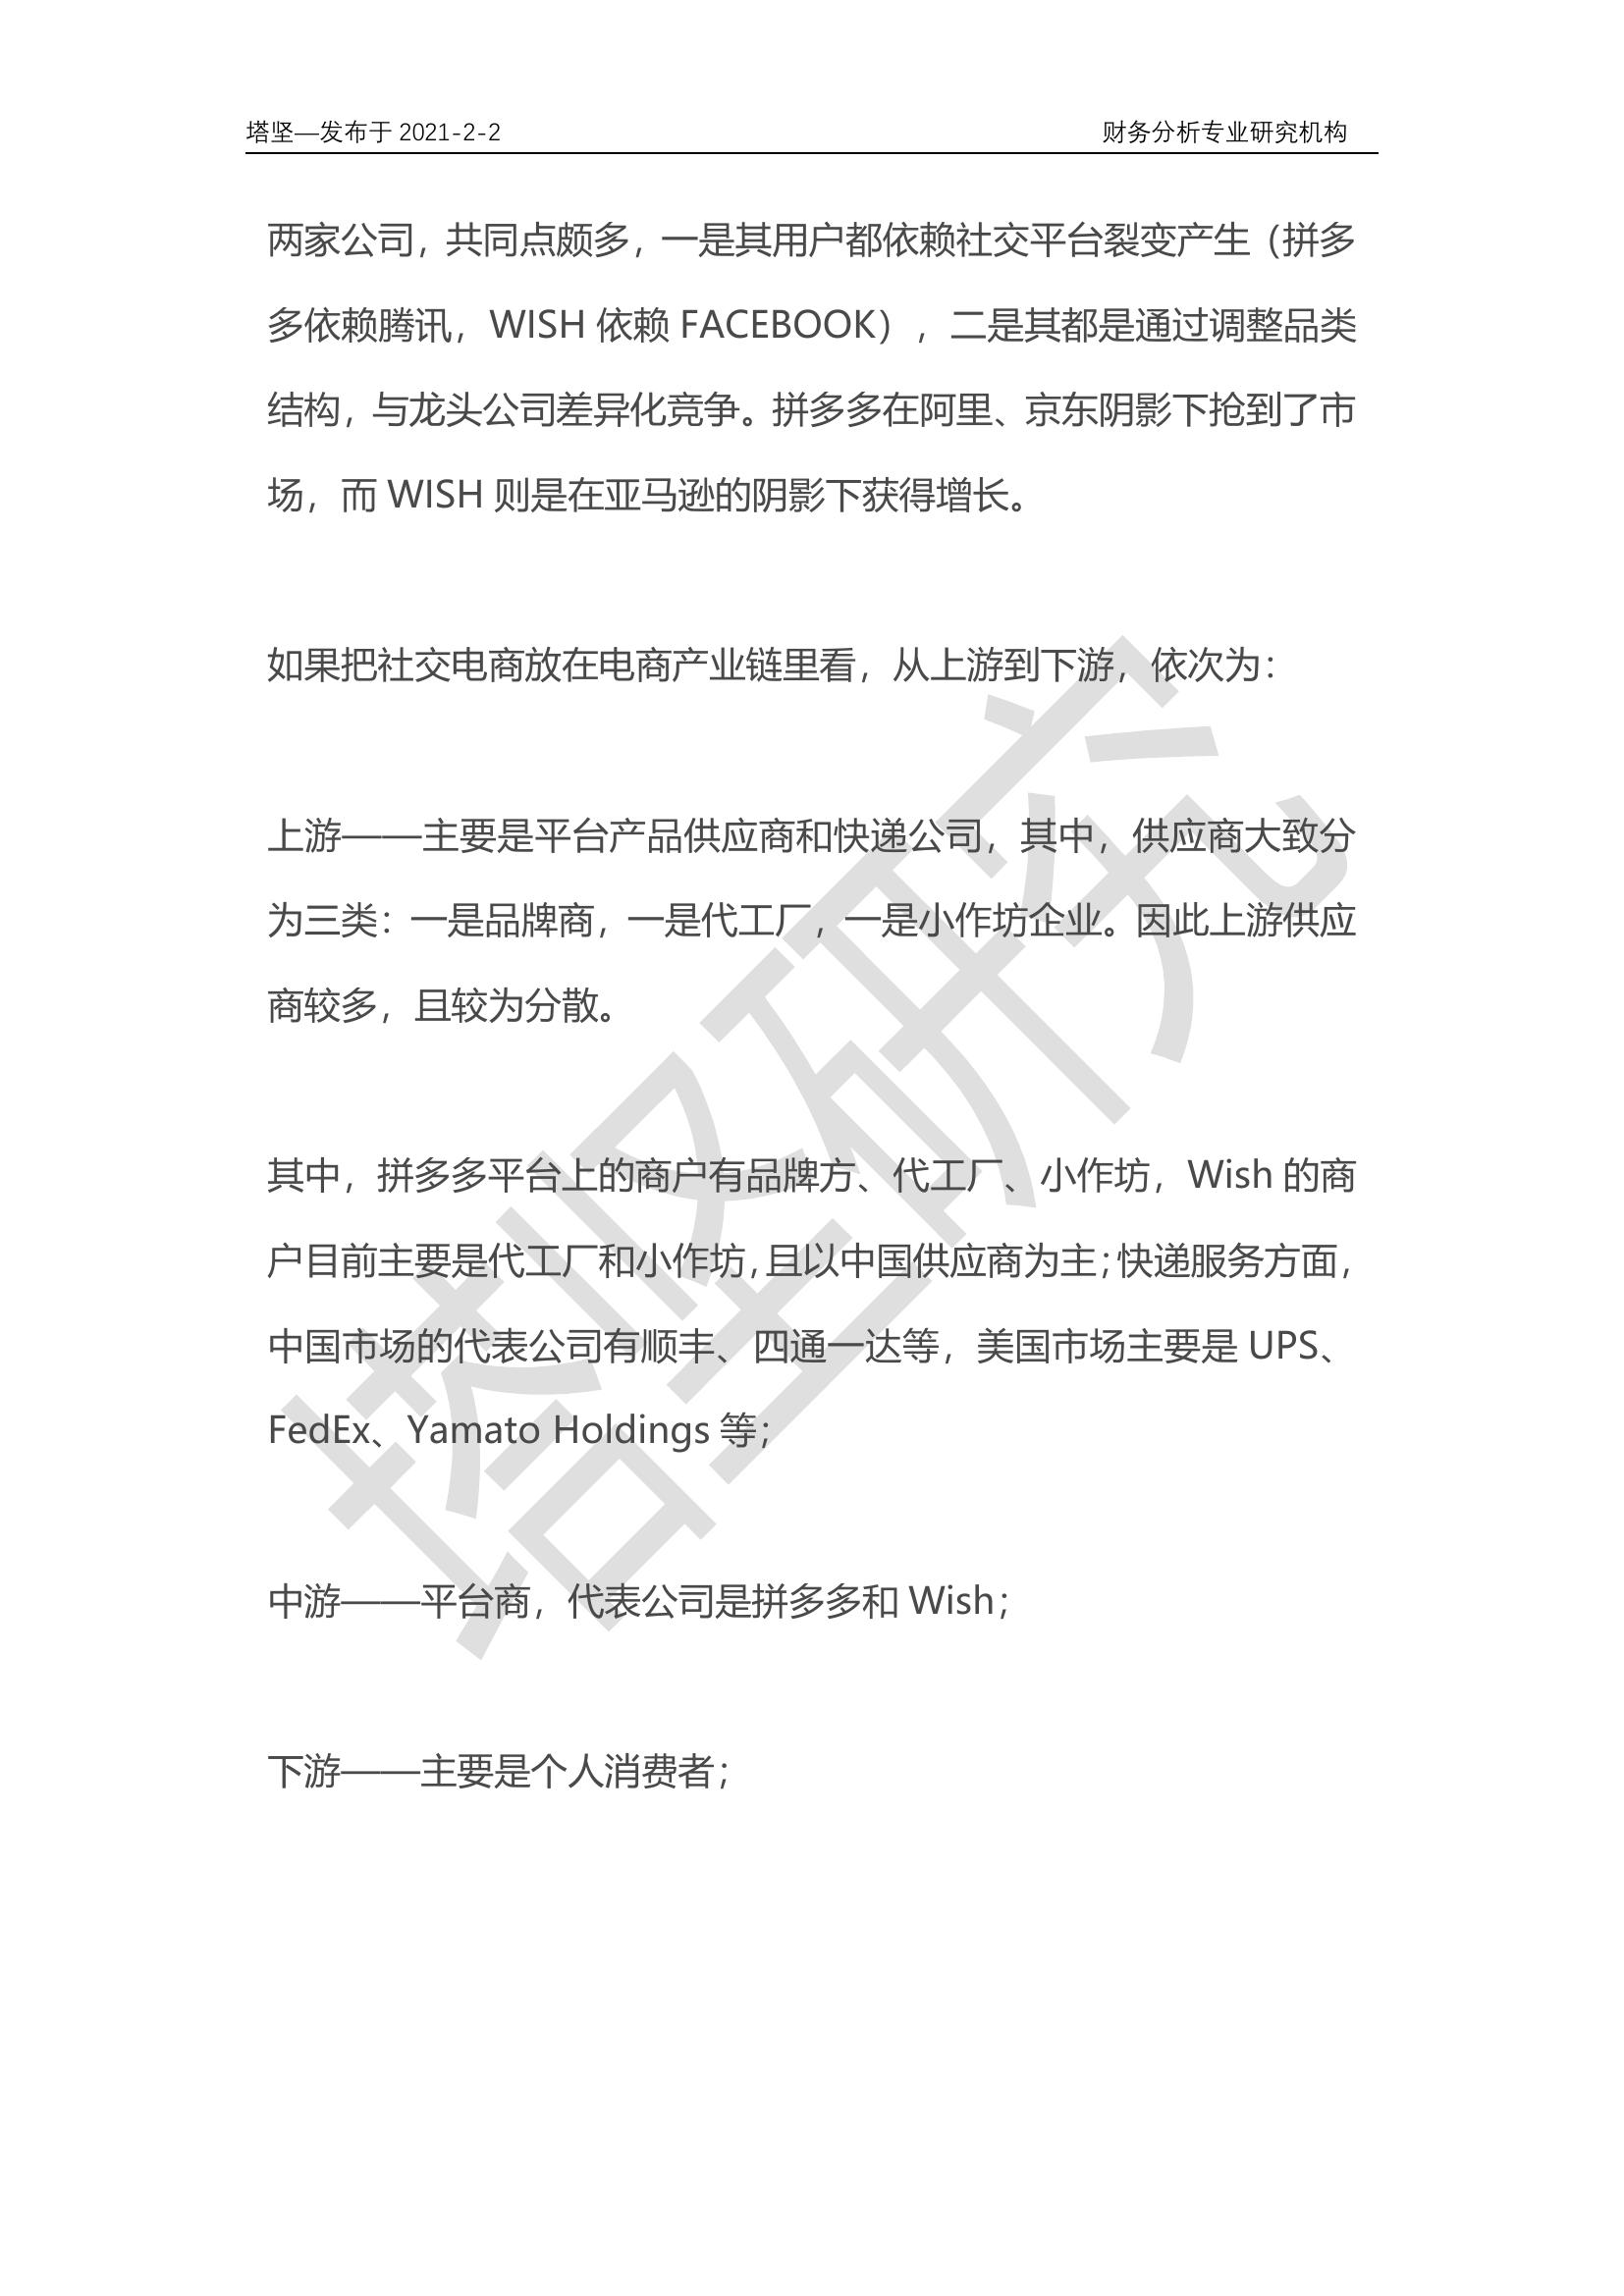 塔坚—发布于 2021-2-2 财务分析专业研究机构
两家公司，共同点颇多，一是其用户都依赖社交平台裂变产生（拼多
多依赖腾讯，WISH 依赖 FACEBOOK），二是其都是通过调整品类
结构，与龙头公司差异化竞争。拼多多在阿里、京东阴影下抢到了市
场，而 WISH 则是在亚马逊的阴影下获得增长。
如果把社交电商放在电商产业链里看，从上游到下游，依次为：
上游——主要是平台产品供应商和快递公司，其中，供应商大致分
为三类：一是品牌商，一是代工厂，一是小作坊企业。因此上游供应
商较多，且较为分散。
其中，拼多多平台上的商户有品牌方、代工厂、小作坊，Wish 的商
户目前主要是代工厂和小作坊，且以中国供应商为主；快递服务方面，
中国市场的代表公司有顺丰、四通一达等，美国市场主要是 UPS、
FedEx、Yamato Holdings 等；
中游——平台商，代表公司是拼多多和 Wish；
下游——主要是个人消费者；
塔坚研究